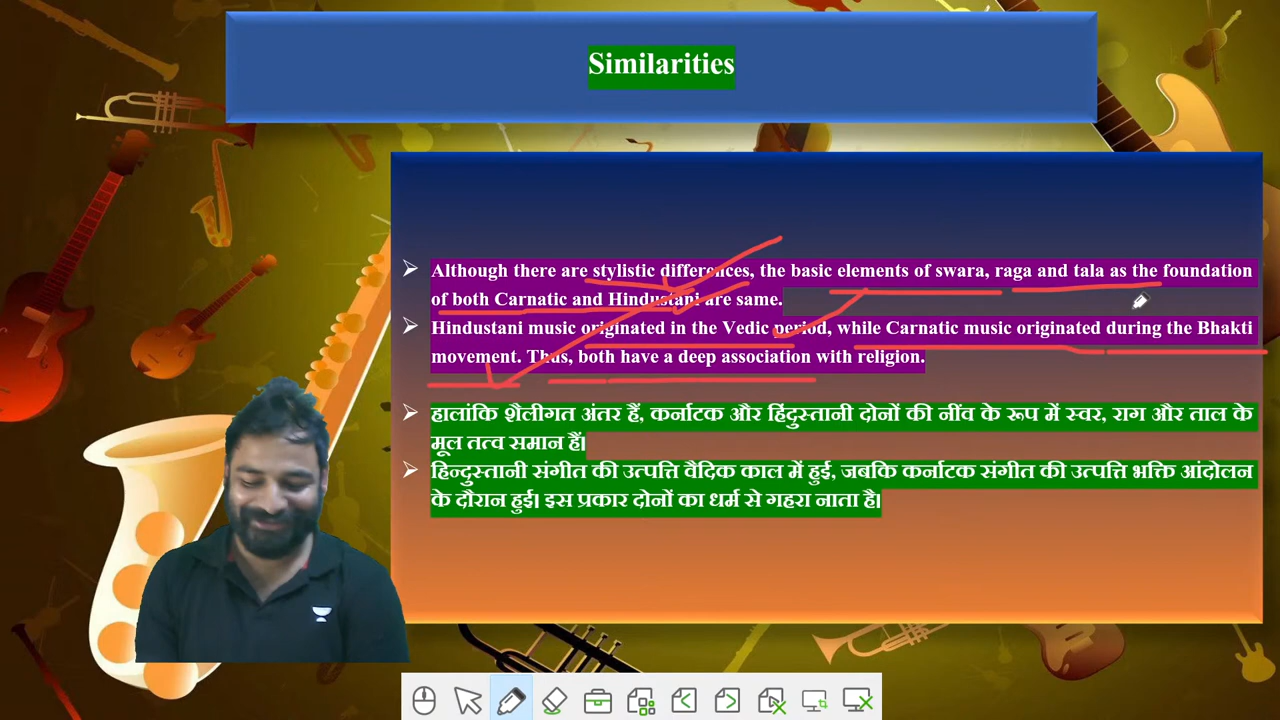 Similarities
Although there are stylistic differences, the basic elements of swara, raga and tala as the foundation
of both Carnatic and Hindustani are same.
Hindustani music originated in the Vedic period, while Carnatic music originated during the Bhakti
movement. Thus, both have a deep association with religion.
हालांकि शैलीगत अंतर हैं, कर्नाटक और हिंदुस्तानी दोनों की नींव के रूप में स्वर, राग और ताल के
मूल तत्व समान हैं।
हिन्दुस्तानी संगीत की उत्पत्ति वैदिक काल में हुई, जबकि कर्नाटक संगीत की उत्पत्ति भक्ति आंदोलन
के दौरान हुई। इस प्रकार दोनों का धर्म से गहरा नाता है।